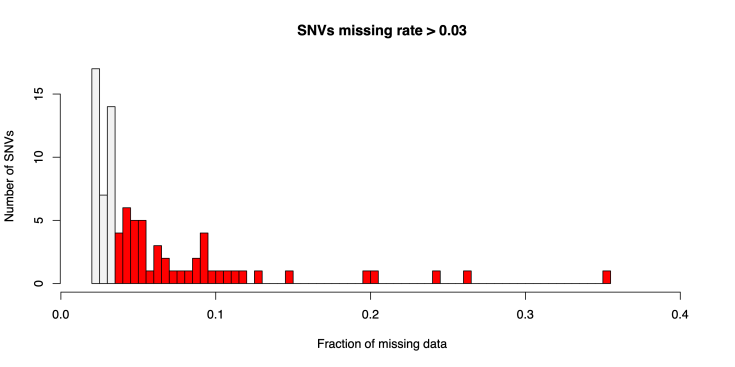 SNVs missing rate > 0.03
Number of SNVs
15
10
5
0
0.0 0.1 0.2 0.3 0.4
Fraction of missing data